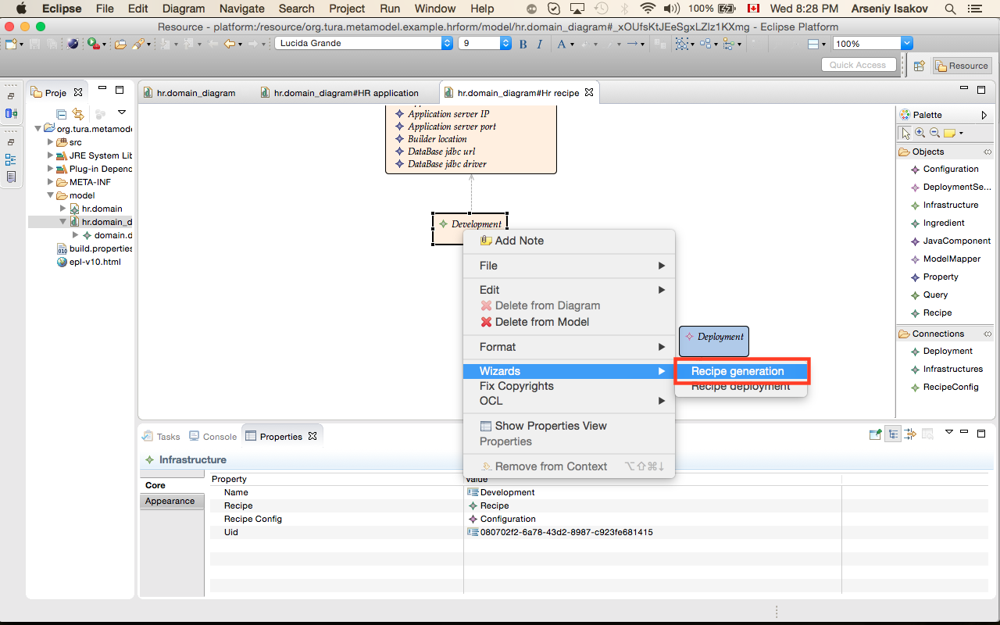 Eclipse File Edit Diagram Navigate Search Project Run Window Help 100% Wed 8:28 PM Arseniy Isakov
Resource - platform:/resource/org.tura.metamodel.example.hrform/model/hr.domain_diagram#_xOUfsKtJEeSgxLZlz1KXmg - Eclipse Platform
Lucida Grande 9 B I A 100%
Quick Access Resource
Proje
org.tura.metamode
src
JRE System Lib
Plug-in Depend
META-INF
model
hr.domain
hr.domain_d
domain.d
build.properties
epl-v10.html
hr.domain_diagram hr.domain_diagram#HR application hr.domain_diagram#Hr recipe
Application server IP
Application server port
Builder location
DataBase jdbc url
DataBase jdbc driver
Development
Deployment
Add Note
File
Edit
Delete from Diagram
Delete from Model
Format
Wizards
Fix Copyrights
OCL
Show Properties View
Properties
Remove from Context ⌥⇧⌘↓
Recipe generation
Recipe deployment
Palette
Objects
Configuration
DeploymentSe...
Infrastructure
Ingredient
JavaComponent
ModelMapper
Property
Query
Recipe
Connections
Deployment
Infrastructures
RecipeConfig
Tasks Console Properties
Infrastructure
Core
Appearance
Property Value
Name Development
Recipe Recipe
Recipe Config Configuration
Uid 080702f2-6a78-43d2-8987-c923fe681415